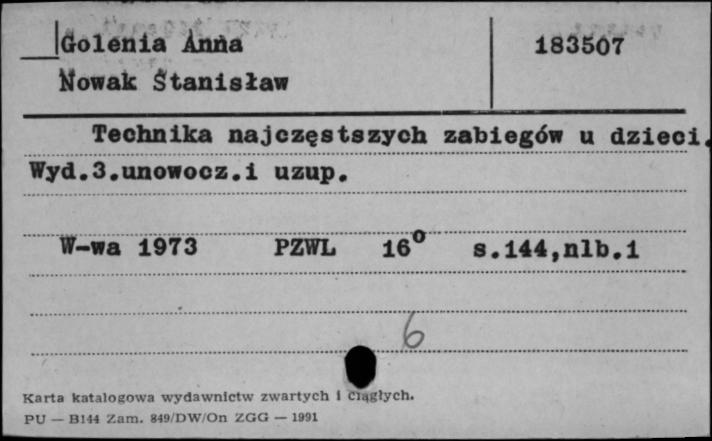 Golenia Anna
183507
Nowak Stanisław
Technika najczęstszych zabiegów u dzieci.
Wyd.3.unowocz.i uzup.
W-wa 1973 PZWL 16° s.144,nlb.1
6
Karta katalogowa wydawnictw zwartych i ciągłych.
PU — B144 Zam. 849/DW/On ZGG — 1991